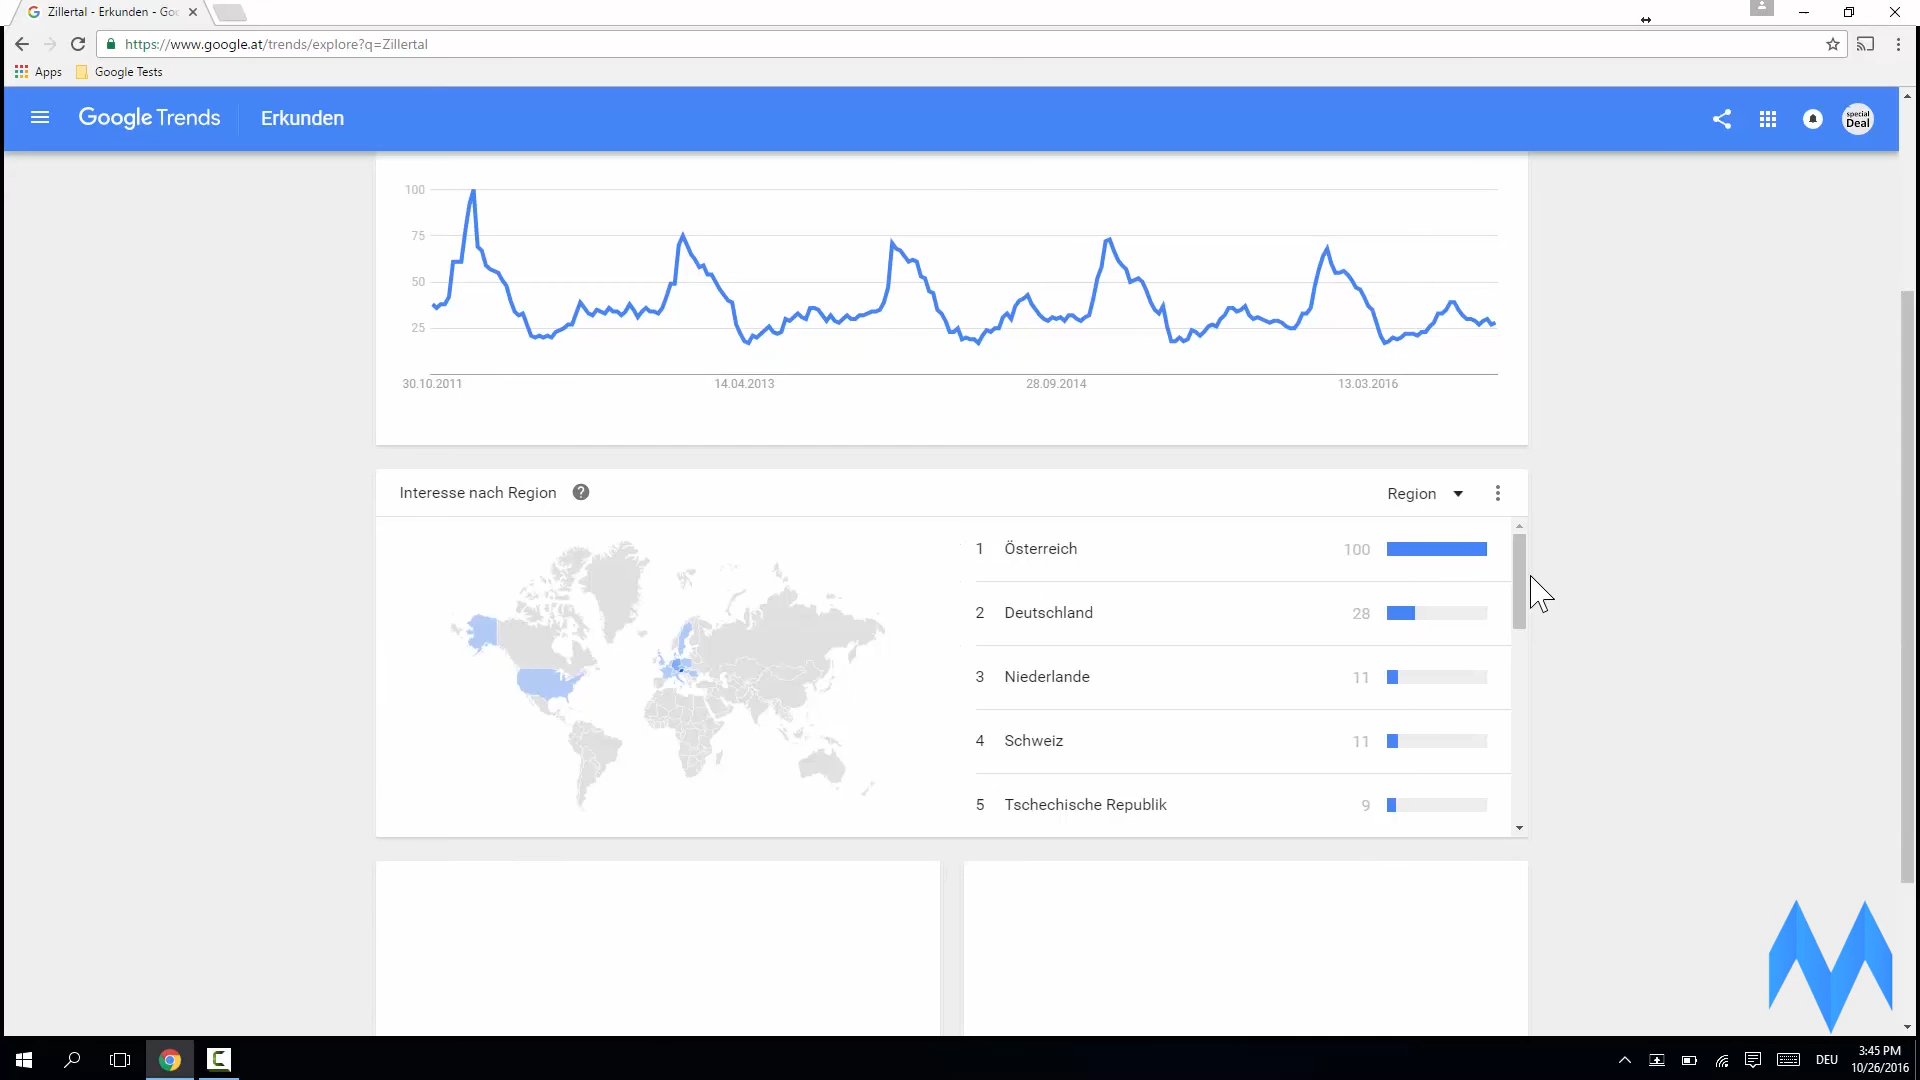 Zillertal - Erkunden - Goo
https://www.google.at/trends/explore?q=Zillertal
Apps
Google Tests
Google Trends
Erkunden
special
Deal
100
75
50
25
30.10.2011
14.04.2013
28.09.2014
13.03.2016
Interesse nach Region
?
Region
1 Österreich 100
2 Deutschland 28
3 Niederlande 11
4 Schweiz 11
5 Tschechische Republik 9
DEU
3:45 PM
10/26/2016